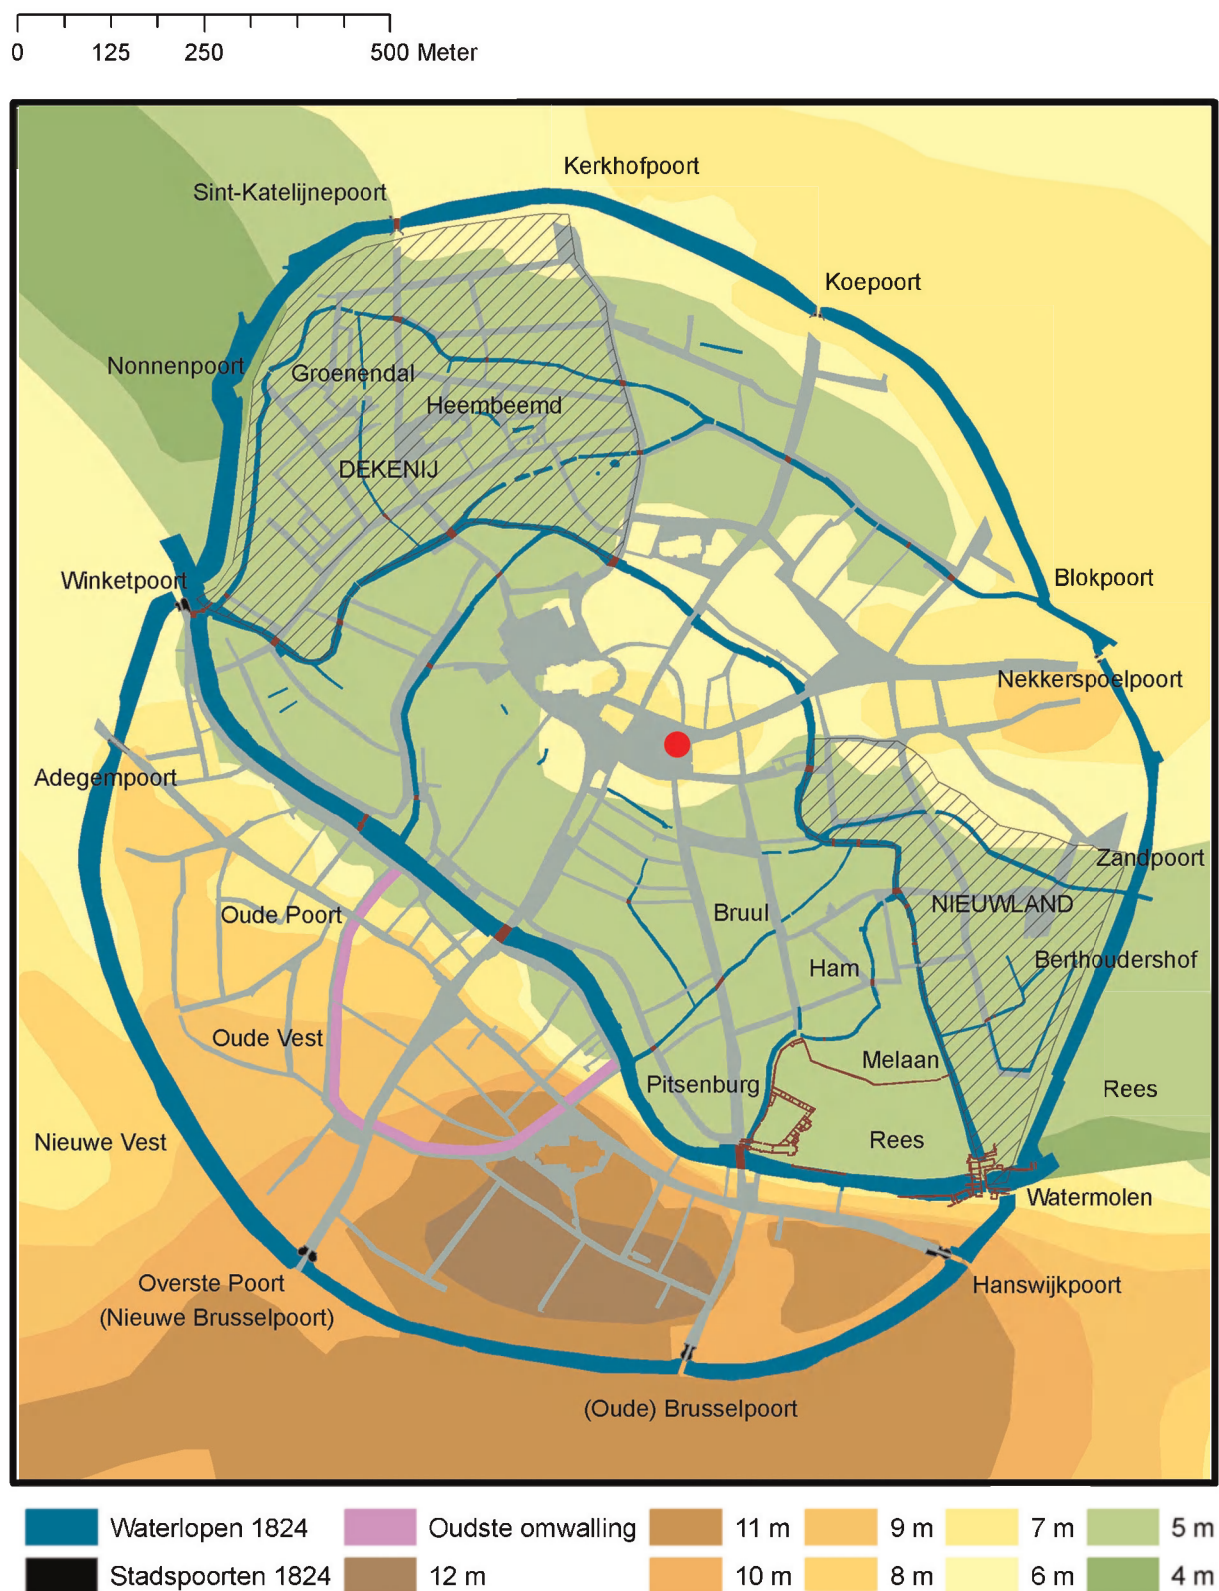 0 125 250 500 Meter
Kerkhofpoort
Sint-Katelijnepoort
Koepoort
Nonnenpoort
Groenendal
Heembeemd
DEKENIJ
Winketpoort
Blokpoort
Nekkerspoelpoort
Adegempoort
Zandpoort
Oude Poort
Bruul
NIEUWLAND
Ham
Berthoudershof
Oude Vest
Melaan
Pitsenburg
Rees
Nieuwe Vest
Rees
Watermolen
Overste Poort
(Nieuwe Brusselpoort)
Hanswijkpoort
(Oude) Brusselpoort
Waterlopen 1824 Oudste omwalling 11 m 9 m 7 m 5 m
Stadspoorten 1824 12 m 10 m 8 m 6 m 4 m